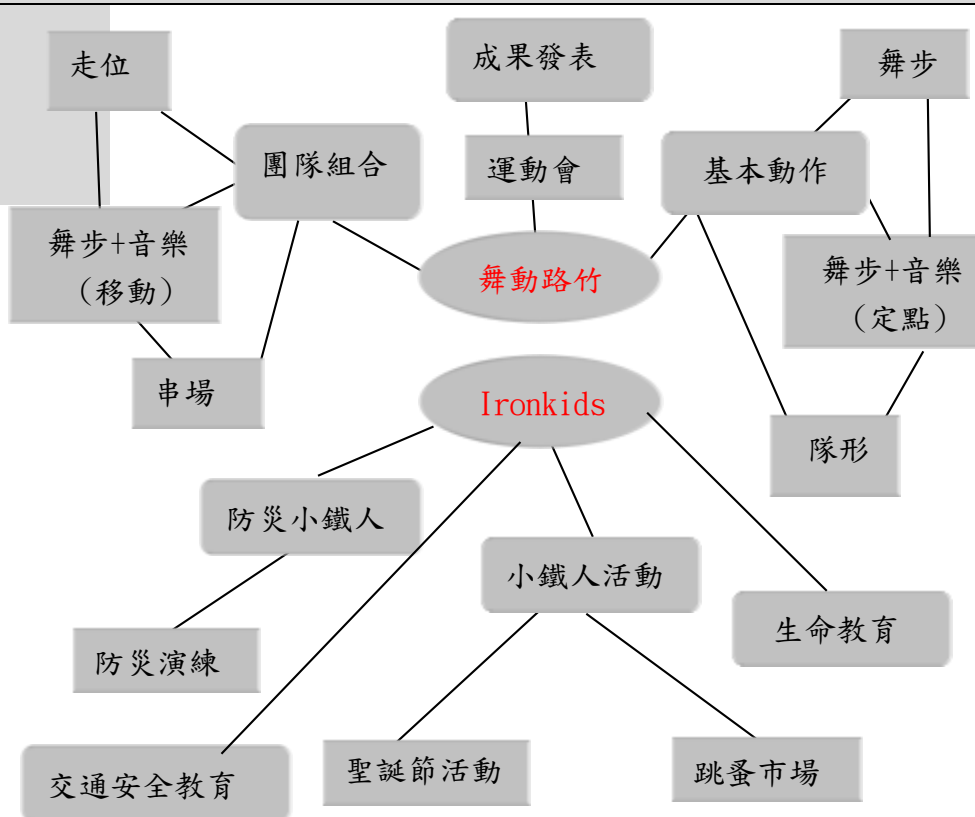 走位
成果發表
舞步
團隊組合
運動會
基本動作
舞步+音樂
（移動）
舞動路竹
舞步+音樂
（定點）
串場
Ironkids
隊形
防災小鐵人
小鐵人活動
生命教育
防災演練
聖誕節活動
跳蚤市場
交通安全教育